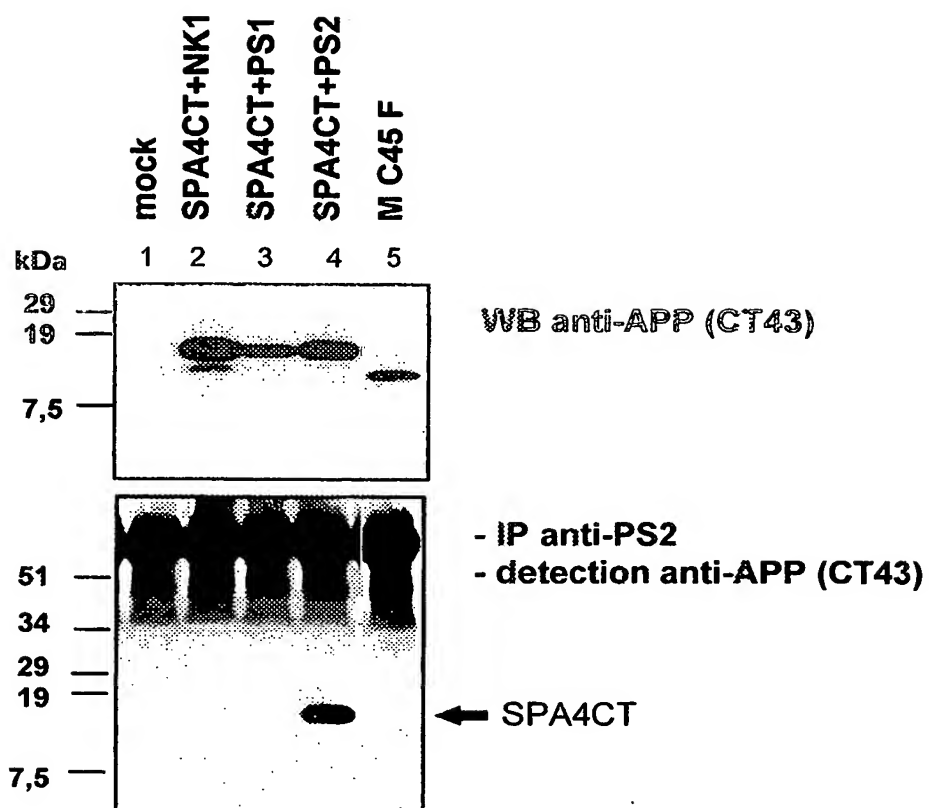 mock
SPA4CT+NK1
SPA4CT+PS1
SPA4CT+PS2
M C45 F
kDa 1 2 3 4 5
29
19
7,5
WB anti-APP (CT43)
- IP anti-PS2
- detection anti-APP (CT43)
51
34
29
19
SPA4CT
7,5